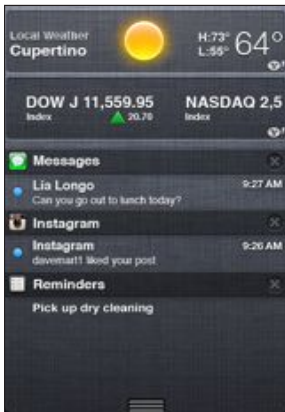 Local Weather
Cupertino
H:73°
L:55°
64°
DOW J 11,559.95
Index
20.70
NASDAQ 2,5
Index
Messages
Lia Longo
9:27 AM
Can you go out to lunch today?
Instagram
Instagram
9:26 AM
davemart1 liked your post
Reminders
Pick up dry cleaning